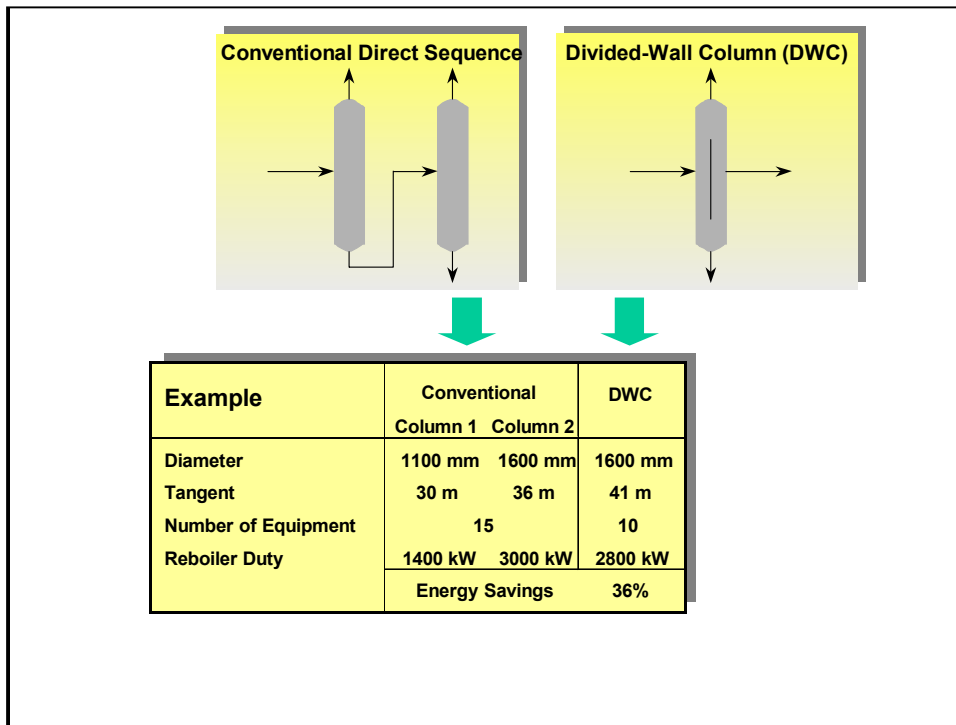 Conventional Direct Sequence
Divided-Wall Column (DWC)
Example Conventional DWC
Column 1 Column 2
Diameter 1100 mm 1600 mm 1600 mm
Tangent 30 m 36 m 41 m
Number of Equipment 15 10
Reboiler Duty 1400 kW 3000 kW 2800 kW
Energy Savings 36%